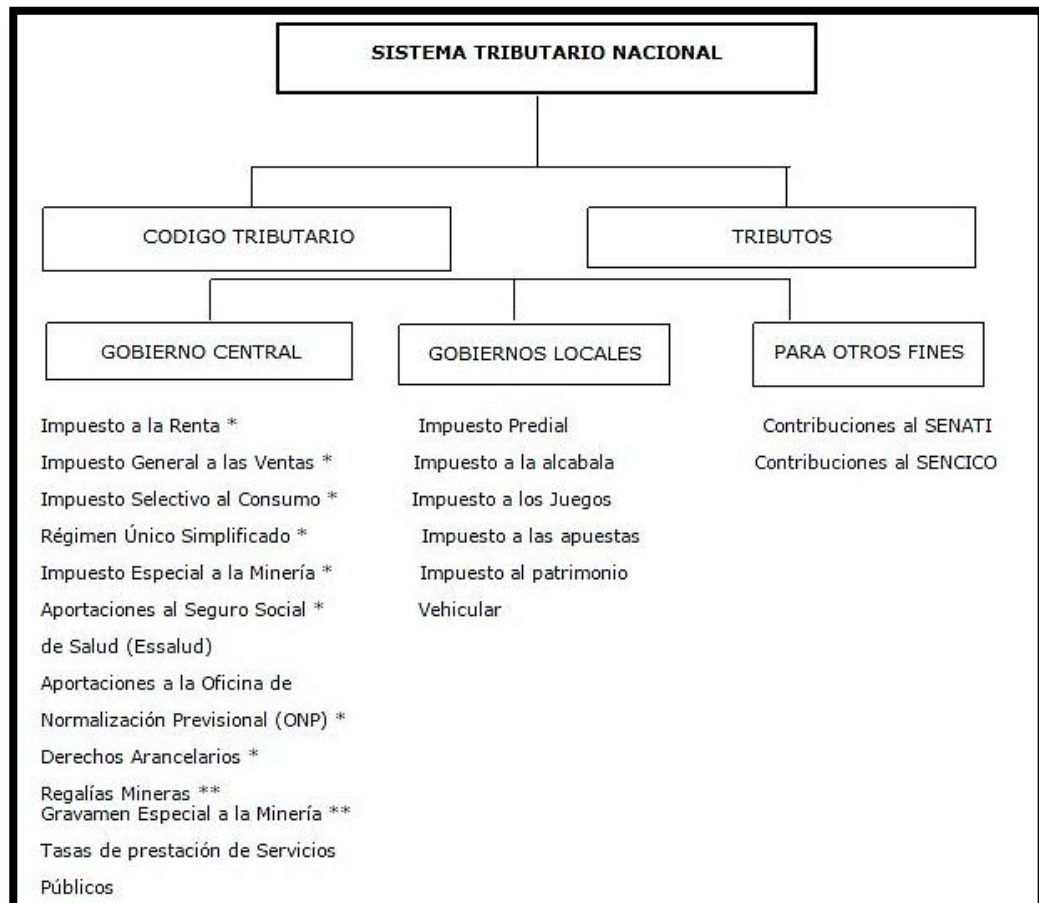 SISTEMA TRIBUTARIO NACIONAL
CODIGO TRIBUTARIO
TRIBUTOS
GOBIERNO CENTRAL
GOBIERNOS LOCALES
PARA OTROS FINES
Impuesto a la Renta *
Impuesto General a las Ventas *
Impuesto Selectivo al Consumo *
Régimen Único Simplificado *
Impuesto Especial a la Minería *
Aportaciones al Seguro Social *
de Salud (Essalud)
Aportaciones a la Oficina de
Normalización Previsional (ONP) *
Derechos Arancelarios *
Regalías Mineras **
Gravamen Especial a la Minería **
Tasas de prestación de Servicios
Públicos
Impuesto Predial
Impuesto a la alcabala
Impuesto a los Juegos
Impuesto a las apuestas
Impuesto al patrimonio
Vehicular
Contribuciones al SENATI
Contribuciones al SENCICO